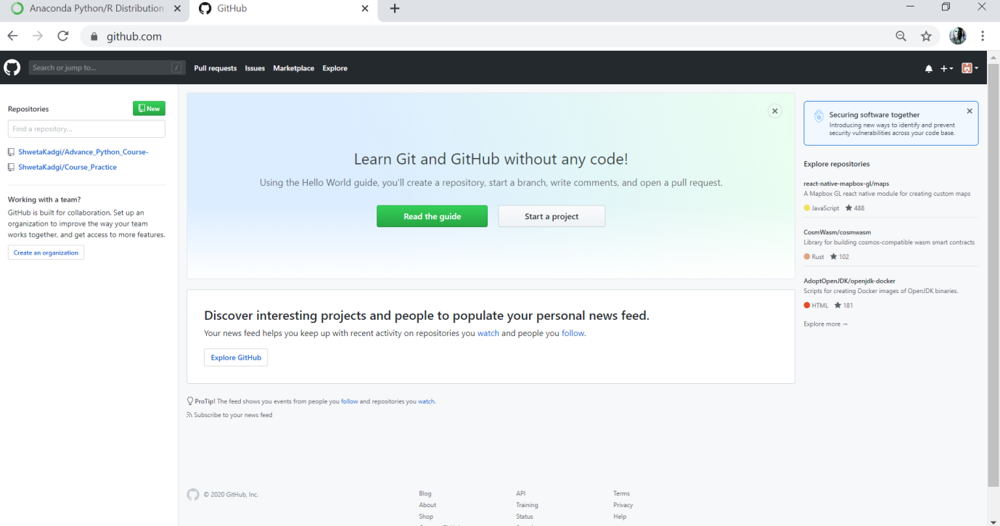 Anaconda Python/R Distribution
GitHub
github.com
Search or jump to... /
Pull requests Issues Marketplace Explore
Repositories
New
Find a repository...
ShwetaKadgi/Advance_Python_Course-
ShwetaKadgi/Course_Practice
Working with a team?
GitHub is built for collaboration. Set up an
organization to improve the way your team
works together, and get access to more features.
Create an organization
Learn Git and GitHub without any code!
Using the Hello World guide, you’ll create a repository, start a branch, write comments, and open a pull request.
Read the guide
Start a project
Discover interesting projects and people to populate your personal news feed.
Your news feed helps you keep up with recent activity on repositories you watch and people you follow.
Explore GitHub
ProTip! The feed shows you events from people you follow and repositories you watch.
Subscribe to your news feed
Securing software together
Introducing new ways to identify and prevent
security vulnerabilities across your code base.
Explore repositories
react-native-mapbox-gl/maps
A Mapbox GL react native module for creating custom maps
JavaScript 488
CosmWasm/cosmwasm
Library for building cosmos-compatible wasm smart contracts
Rust 102
AdoptOpenJDK/openjdk-docker
Scripts for creating Docker images of OpenJDK binaries.
HTML 181
Explore more →
© 2020 GitHub, Inc.
Blog
About
Shop
API
Training
Status
Terms
Privacy
Help